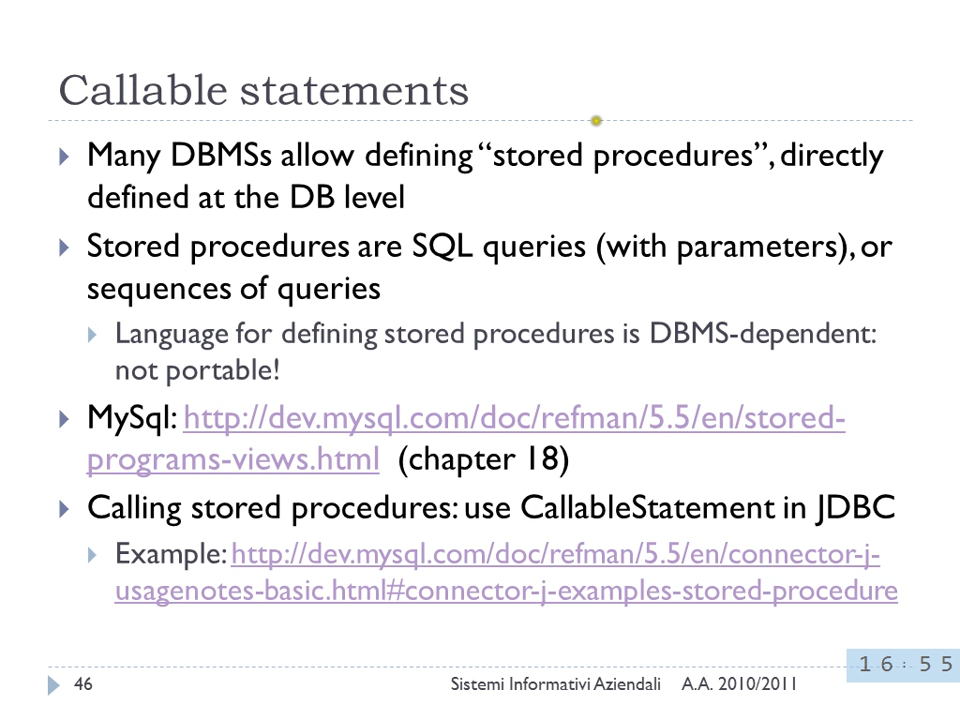 Callable statements
Many DBMSs allow defining “stored procedures”, directly
defined at the DB level
Stored procedures are SQL queries (with parameters), or
sequences of queries
Language for defining stored procedures is DBMS-dependent:
not portable!
MySql: http://dev.mysql.com/doc/refman/5.5/en/stored-
programs-views.html (chapter 18)
Calling stored procedures: use CallableStatement in JDBC
Example: http://dev.mysql.com/doc/refman/5.5/en/connector-j-
usagenotes-basic.html#connector-j-examples-stored-procedure
16:55
46 Sistemi Informativi Aziendali A.A. 2010/2011